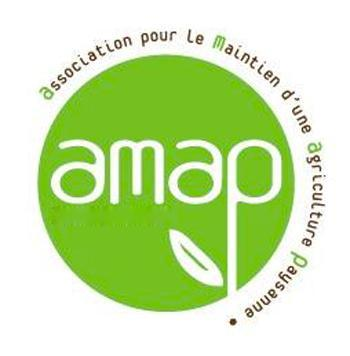 association pour le maintien d'une agriculture paysanne
amap